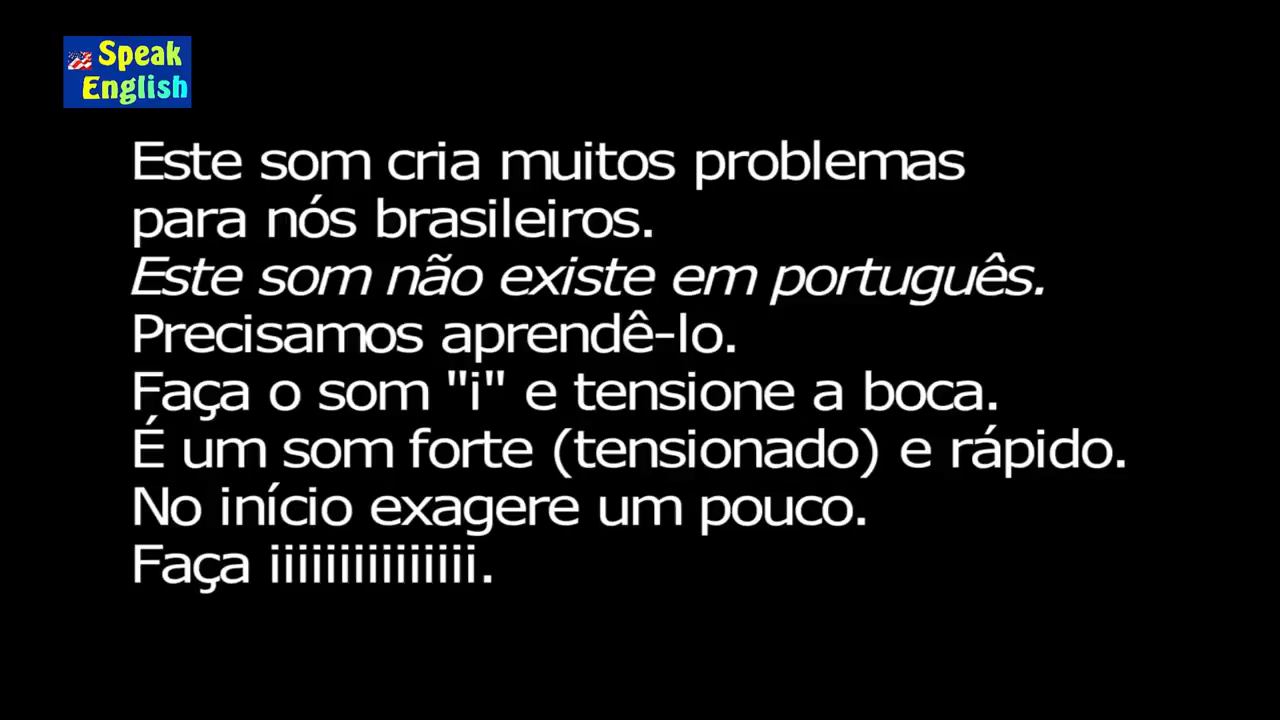 Speak
English
Este som cria muitos problemas
para nós brasileiros.
Este som não existe em português.
Precisamos aprendê-lo.
Faça o som "i" e tensione a boca.
É um som forte (tensionado) e rápido.
No início exagere um pouco.
Faça iiiiiiiiiiiiiii.